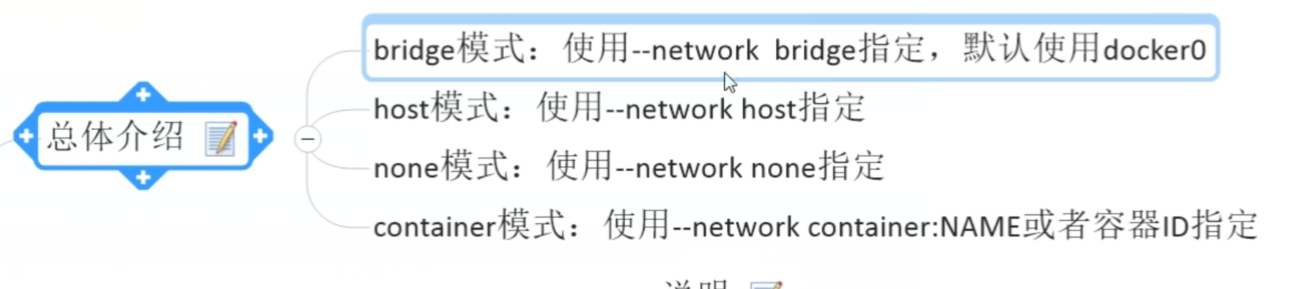 总体介绍
bridge模式：使用--network bridge指定，默认使用docker0
host模式：使用--network host指定
none模式：使用--network none指定
container模式：使用--network container:NAME或者容器ID指定